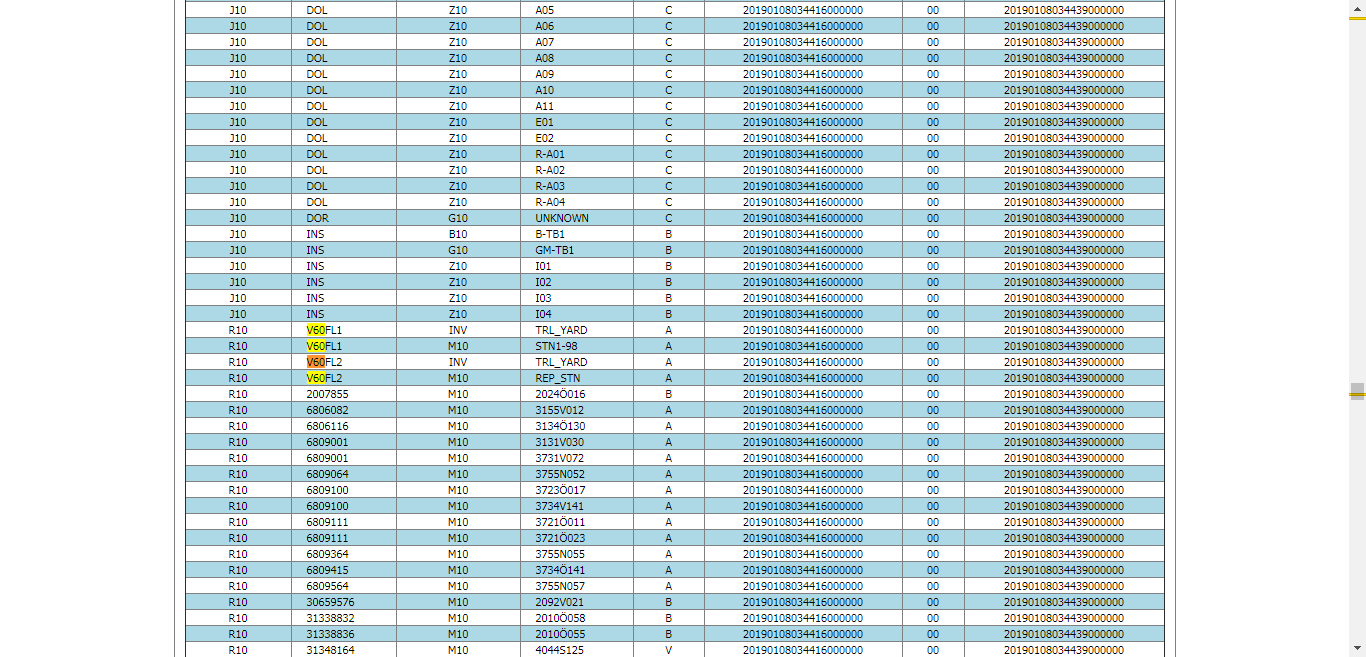 J10 DOL Z10 A05 C 20190108034416000000 00 20190108034439000000
J10 DOL Z10 A06 C 20190108034416000000 00 20190108034439000000
J10 DOL Z10 A07 C 20190108034416000000 00 20190108034439000000
J10 DOL Z10 A08 C 20190108034416000000 00 20190108034439000000
J10 DOL Z10 A09 C 20190108034416000000 00 20190108034439000000
J10 DOL Z10 A10 C 20190108034416000000 00 20190108034439000000
J10 DOL Z10 A11 C 20190108034416000000 00 20190108034439000000
J10 DOL Z10 E01 C 20190108034416000000 00 20190108034439000000
J10 DOL Z10 E02 C 20190108034416000000 00 20190108034439000000
J10 DOL Z10 R-A01 C 20190108034416000000 00 20190108034439000000
J10 DOL Z10 R-A02 C 20190108034416000000 00 20190108034439000000
J10 DOL Z10 R-A03 C 20190108034416000000 00 20190108034439000000
J10 DOL Z10 R-A04 C 20190108034416000000 00 20190108034439000000
J10 DOR G10 UNKNOWN C 20190108034416000000 00 20190108034439000000
J10 INS B10 B-TB1 B 20190108034416000000 00 20190108034439000000
J10 INS G10 GM-TB1 B 20190108034416000000 00 20190108034439000000
J10 INS Z10 I01 B 20190108034416000000 00 20190108034439000000
J10 INS Z10 I02 B 20190108034416000000 00 20190108034439000000
J10 INS Z10 I03 B 20190108034416000000 00 20190108034439000000
J10 INS Z10 I04 B 20190108034416000000 00 20190108034439000000
R10 V60FL1 INV TRL_YARD A 20190108034416000000 00 20190108034439000000
R10 V60FL1 M10 STN1-98 A 20190108034416000000 00 20190108034439000000
R10 V60FL2 INV TRL_YARD A 20190108034416000000 00 20190108034439000000
R10 V60FL2 M10 REP_STN A 20190108034416000000 00 20190108034439000000
R10 2007855 M10 2024Ö016 B 20190108034416000000 00 20190108034439000000
R10 6806082 M10 3155V012 A 20190108034416000000 00 20190108034439000000
R10 6806116 M10 3134Ö130 A 20190108034416000000 00 20190108034439000000
R10 6809001 M10 3131V030 A 20190108034416000000 00 20190108034439000000
R10 6809001 M10 3731V072 A 20190108034416000000 00 20190108034439000000
R10 6809064 M10 3755N052 A 20190108034416000000 00 20190108034439000000
R10 6809100 M10 3723Ö017 A 20190108034416000000 00 20190108034439000000
R10 6809100 M10 3734V141 A 20190108034416000000 00 20190108034439000000
R10 6809111 M10 3721Ö011 A 20190108034416000000 00 20190108034439000000
R10 6809111 M10 3721Ö023 A 20190108034416000000 00 20190108034439000000
R10 6809364 M10 3755N055 A 20190108034416000000 00 20190108034439000000
R10 6809415 M10 3734Ö141 A 20190108034416000000 00 20190108034439000000
R10 6809564 M10 3755N057 A 20190108034416000000 00 20190108034439000000
R10 30659576 M10 2092V021 B 20190108034416000000 00 20190108034439000000
R10 31338832 M10 2010Ö058 B 20190108034416000000 00 20190108034439000000
R10 31338836 M10 2010Ö055 B 20190108034416000000 00 20190108034439000000
R10 31348164 M10 4044S125 V 20190108034416000000 00 20190108034439000000